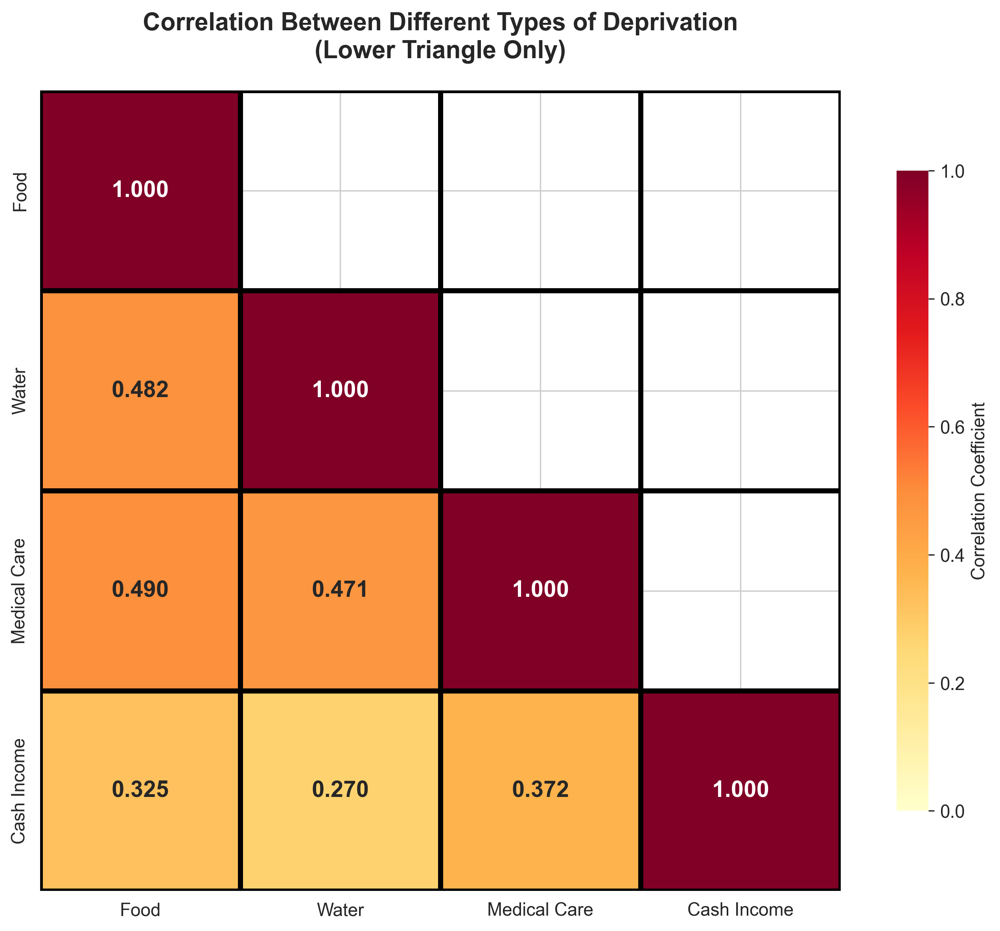 Correlation Between Different Types of Deprivation
(Lower Triangle Only)
Food
1.000
Water
0.482 1.000
Medical Care
0.490 0.471 1.000
Cash Income
0.325 0.270 0.372 1.000
Food Water Medical Care Cash Income
1.0
0.8
0.6
0.4
0.2
0.0
Correlation Coefficient